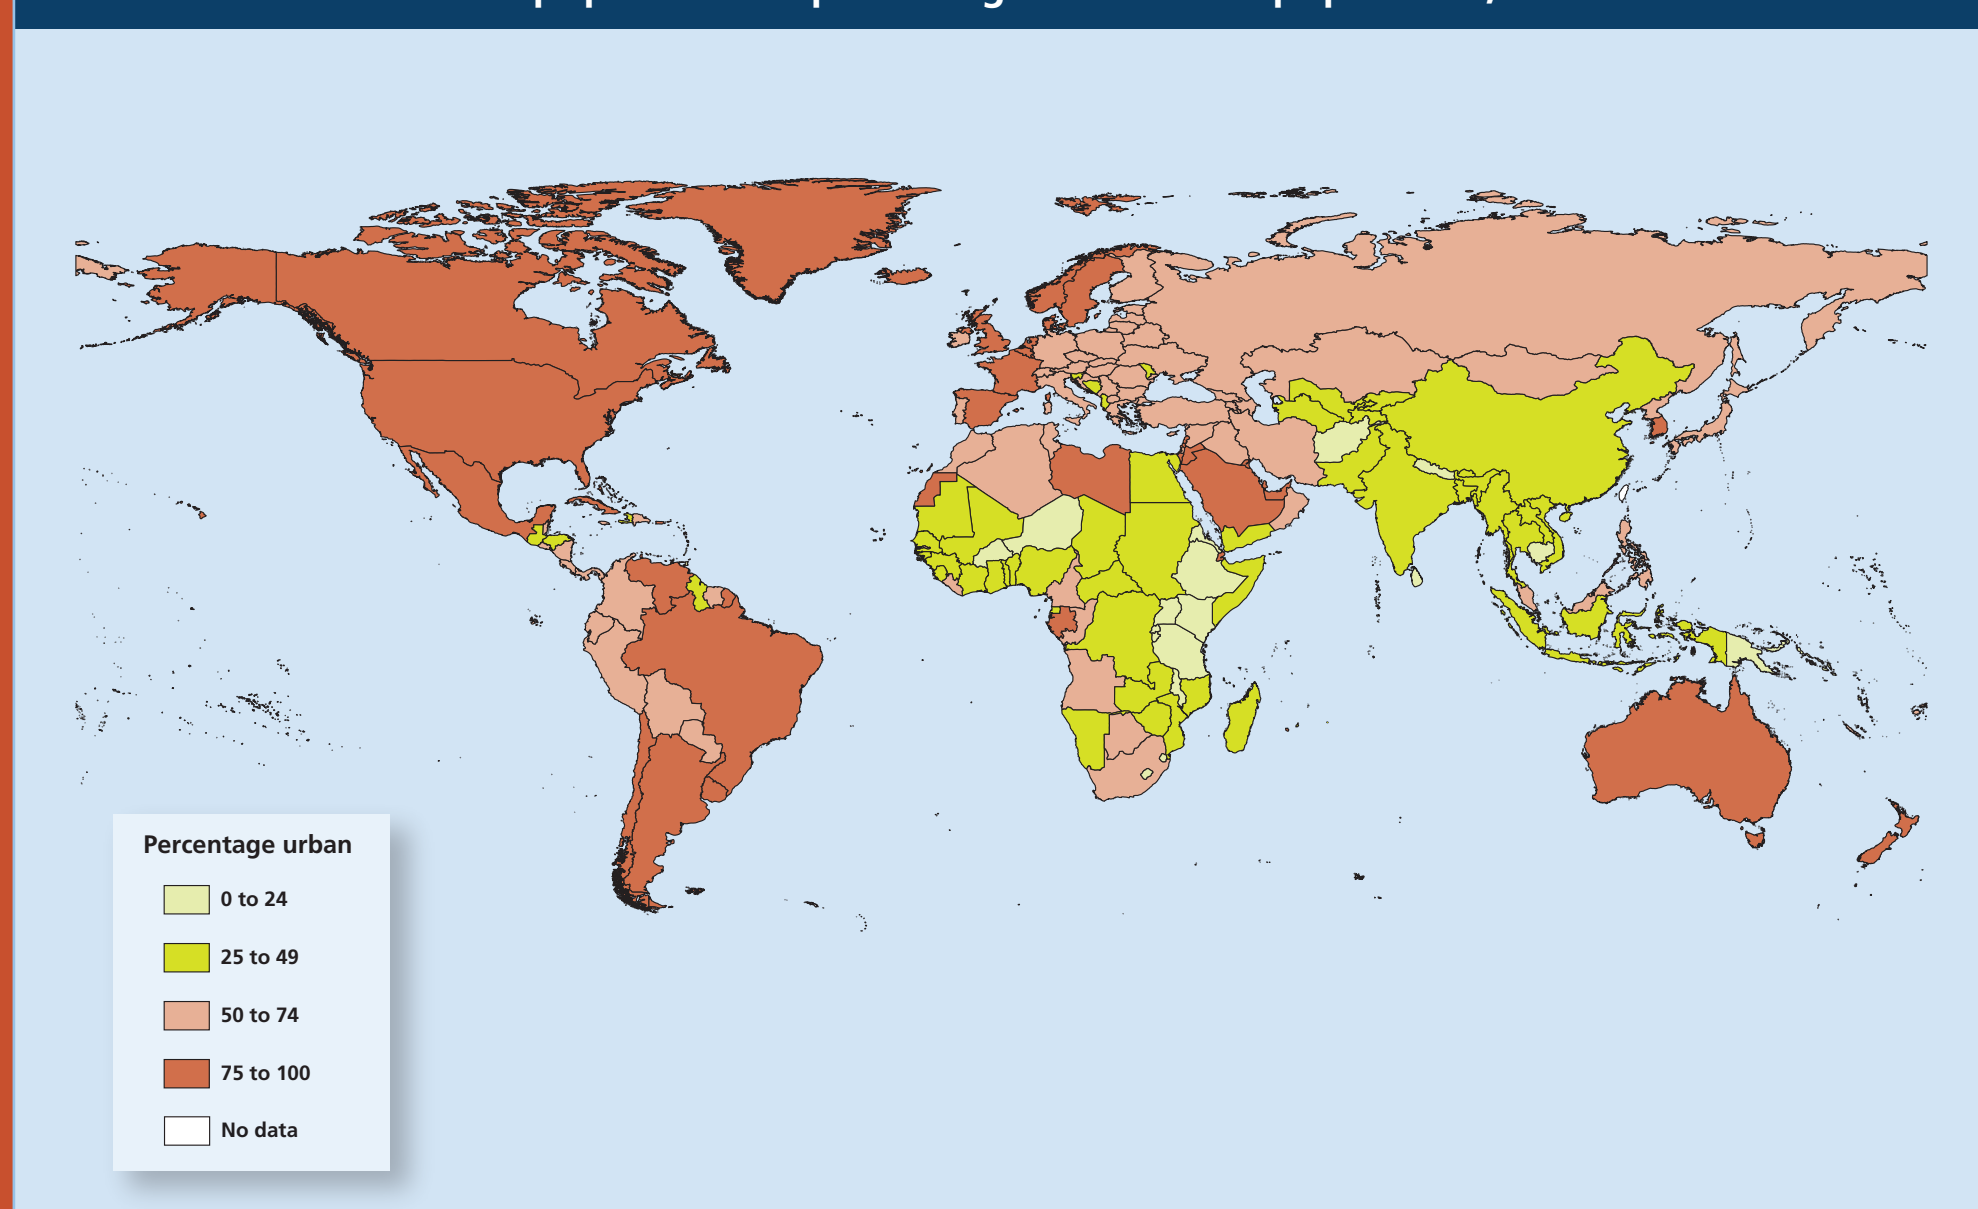 Percentage urban
0 to 24
25 to 49
50 to 74
75 to 100
No data